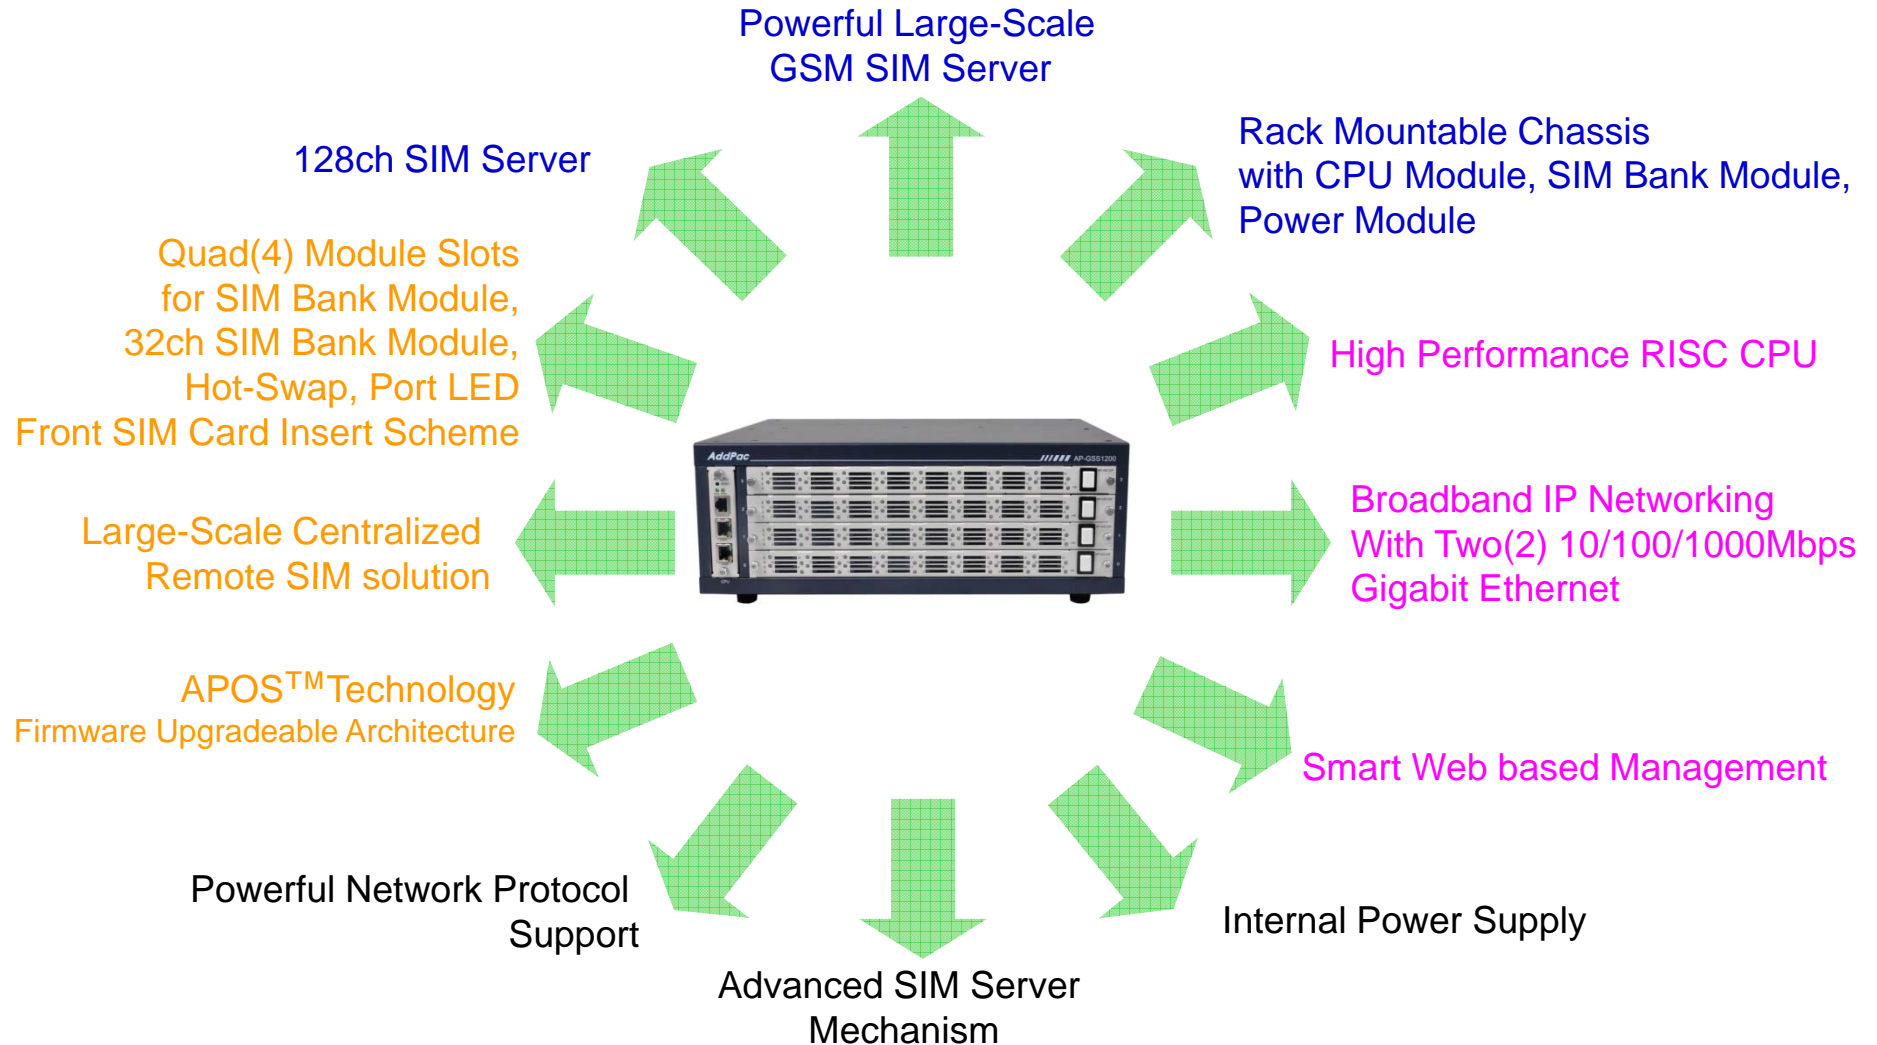 Powerful Large-Scale
GSM SIM Server
128ch SIM Server
Rack Mountable Chassis
with CPU Module, SIM Bank Module,
Power Module
Quad(4) Module Slots
for SIM Bank Module,
32ch SIM Bank Module,
Hot-Swap, Port LED
Front SIM Card Insert Scheme
High Performance RISC CPU
AddPac
AP-GSS1200
CPU
Large-Scale Centralized
Remote SIM solution
Broadband IP Networking
With Two(2) 10/100/1000Mbps
Gigabit Ethernet
APOS™Technology
Firmware Upgradeable Architecture
Smart Web based Management
Powerful Network Protocol
Support
Internal Power Supply
Advanced SIM Server
Mechanism